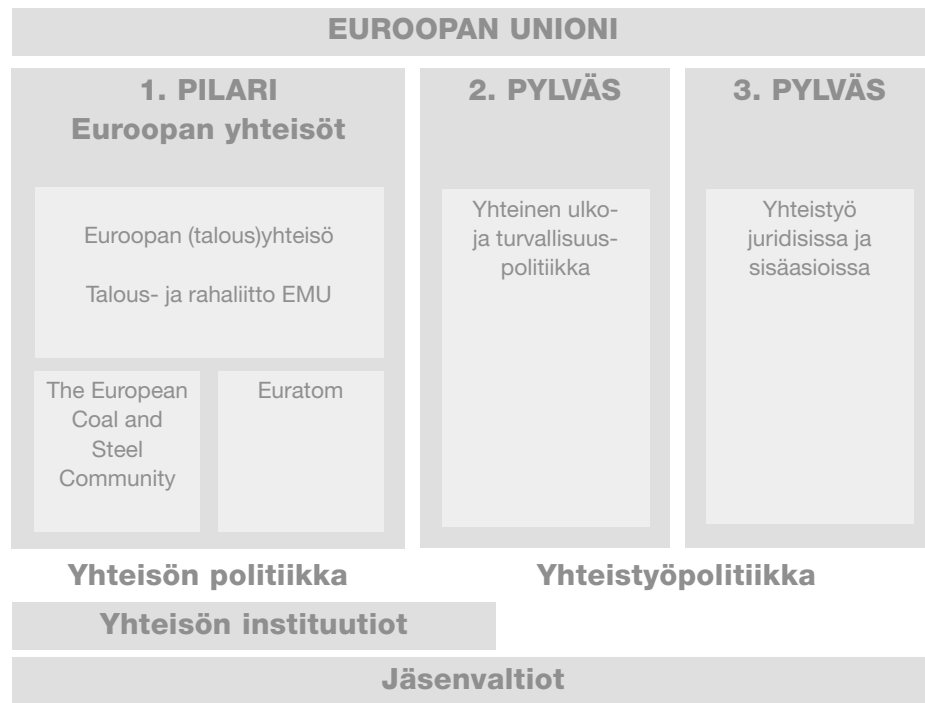 EUROOPAN UNIONI
1. PILARI
Euroopan yhteisöt
Euroopan (talous)yhteisö
Talous- ja rahaliitto EMU
The European
Coal and
Steel
Community
Euratom
2. PYLVÄS
Yhteinen ulko-
ja turvallisuus-
politiikka
3. PYLVÄS
Yhteistyö
juridisissa ja
sisäasioissa
Yhteisön politiikka
Yhteistyöpolitiikka
Yhteisön instituutiot
Jäsenvaltiot